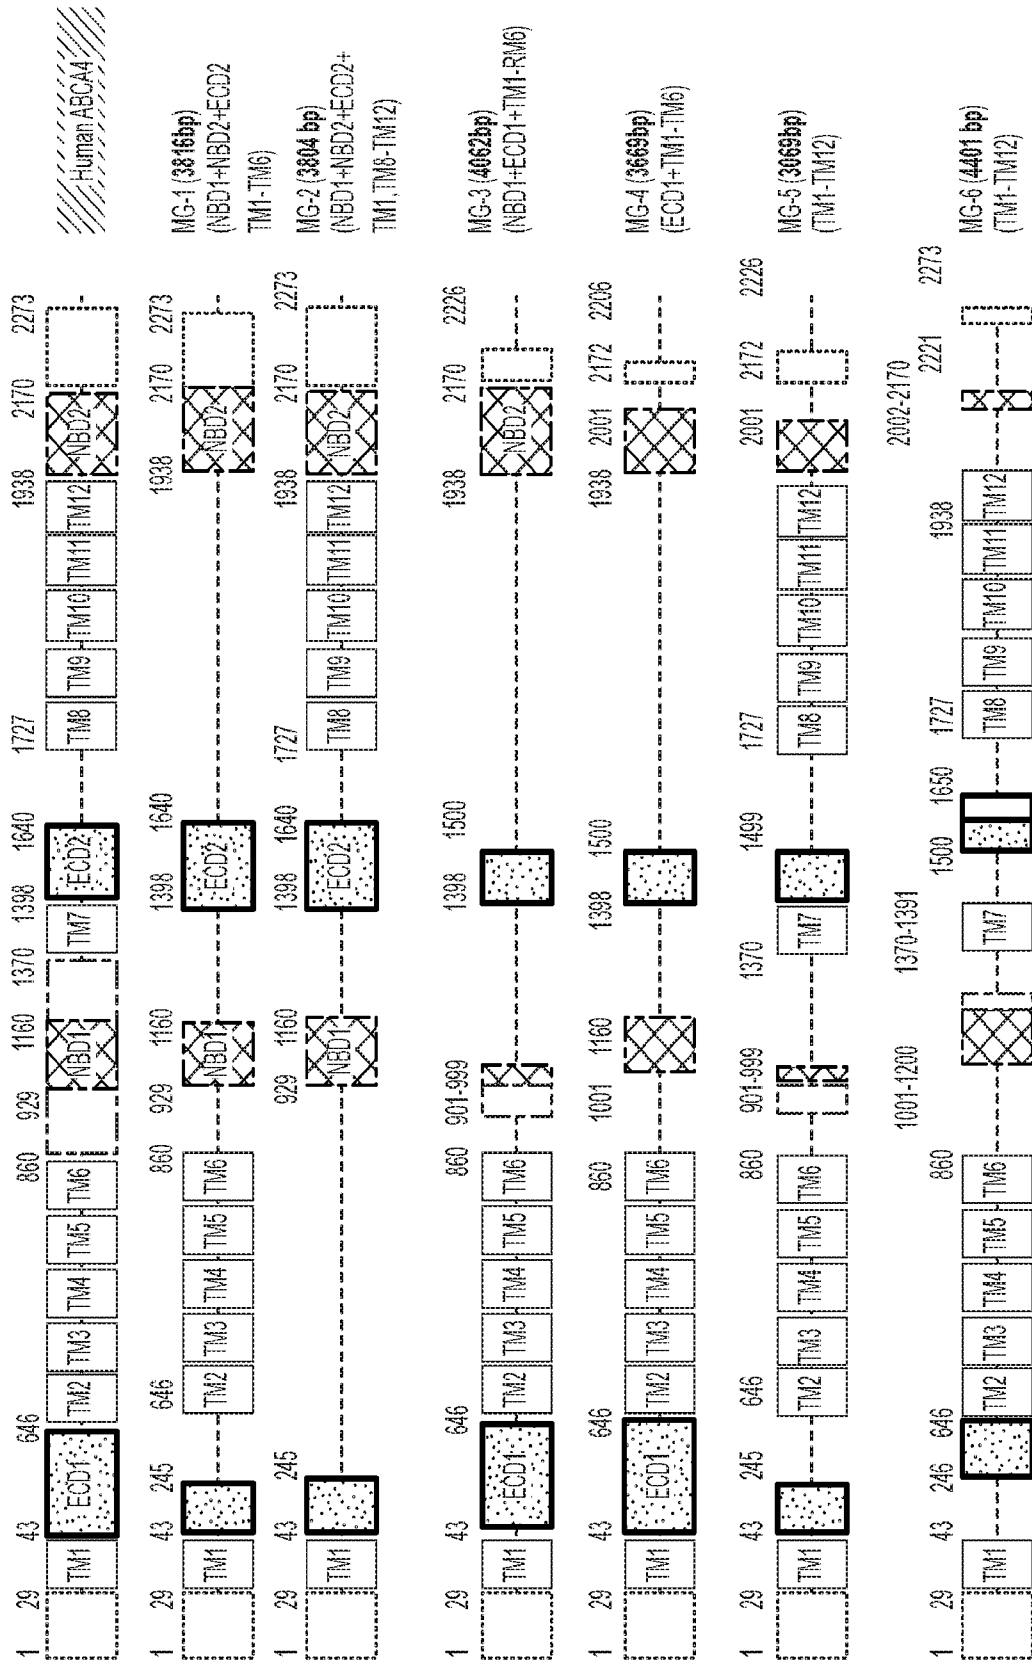 1 29 43 646 860 929 1160 1370 1398 1640 1727 1938 2170 2273
TM1 ECD1 TM2 TM3 TM4 TM5 TM6 NBD1 TM7 ECD2 TM8 TM9 TM10 TM11 TM12 NBD2
Human ABCA4
1 29 43 245 646 860 929 1160 1398 1640 1938 2170 2273
TM1 TM2 TM3 TM4 TM5 TM6 NBD1 ECD2 NBD2
MG-1 (3816bp)
(NBD1+NBD2+ECD2
TM1-TM6)
1 29 43 245 929 1160 1398 1640 1727 1938 2170 2273
TM1 NBD1 ECD2 TM8 TM9 TM10 TM11 TM12 NBD2
MG-2 (3804 bp)
(NBD1+NBD2+ECD2+
TM1,TM8-TM12)
1 29 43 646 860 901-999 1398 1500 1938 2170 2226
TM1 ECD1 TM2 TM3 TM4 TM5 TM6 NBD2
MG-3 (4062bp)
(NBD1+ECD1+TM1-RM6)
1 29 43 646 860 1001 1160 1398 1500 1938 2001 2172 2206
TM1 ECD1 TM2 TM3 TM4 TM5 TM6
MG-4 (3669bp)
(ECD1+TM1-TM6)
1 29 43 245 646 860 901-999 1370 1499 1727 2001 2172 2226
TM1 TM2 TM3 TM4 TM5 TM6 TM7 TM8 TM9 TM10 TM11 TM12
MG-5 (3069bp)
(TM1-TM12)
1 29 43 246 646 860 1001-1200 1370-1391 1500 1650 1727 1938 2002-2170 2221 2273
TM1 TM2 TM3 TM4 TM5 TM6 TM7 TM8 TM9 TM10 TM11 TM12
MG-6 (4401 bp)
(TM1-TM12)